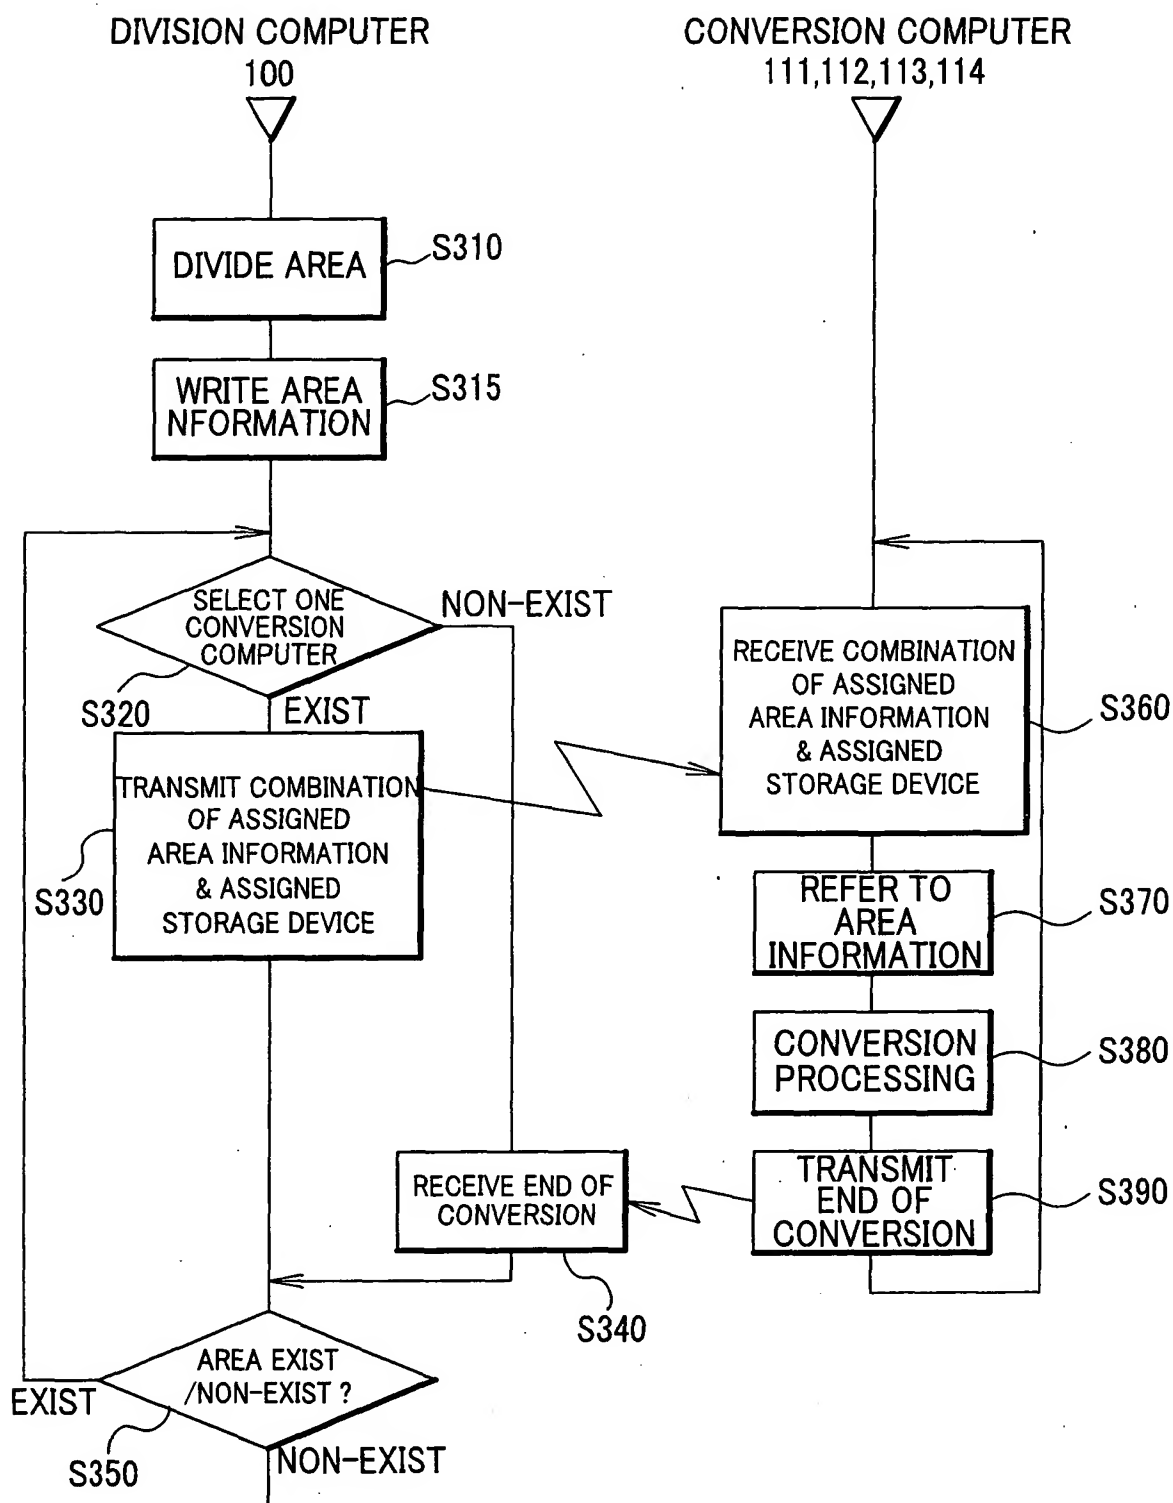 DIVISION COMPUTER
100
CONVERSION COMPUTER
111,112,113,114
DIVIDE AREA
S310
WRITE AREA
NFORMATION
S315
SELECT ONE
CONVERSION
COMPUTER
NON-EXIST
S320
EXIST
TRANSMIT COMBINATION
OF ASSIGNED
AREA INFORMATION
& ASSIGNED
STORAGE DEVICE
S330
RECEIVE COMBINATION
OF ASSIGNED
AREA INFORMATION
& ASSIGNED
STORAGE DEVICE
S360
REFER TO
AREA
INFORMATION
S370
CONVERSION
PROCESSING
S380
TRANSMIT
END OF
CONVERSION
S390
RECEIVE END OF
CONVERSION
S340
AREA EXIST
/NON-EXIST ?
EXIST
S350
NON-EXIST